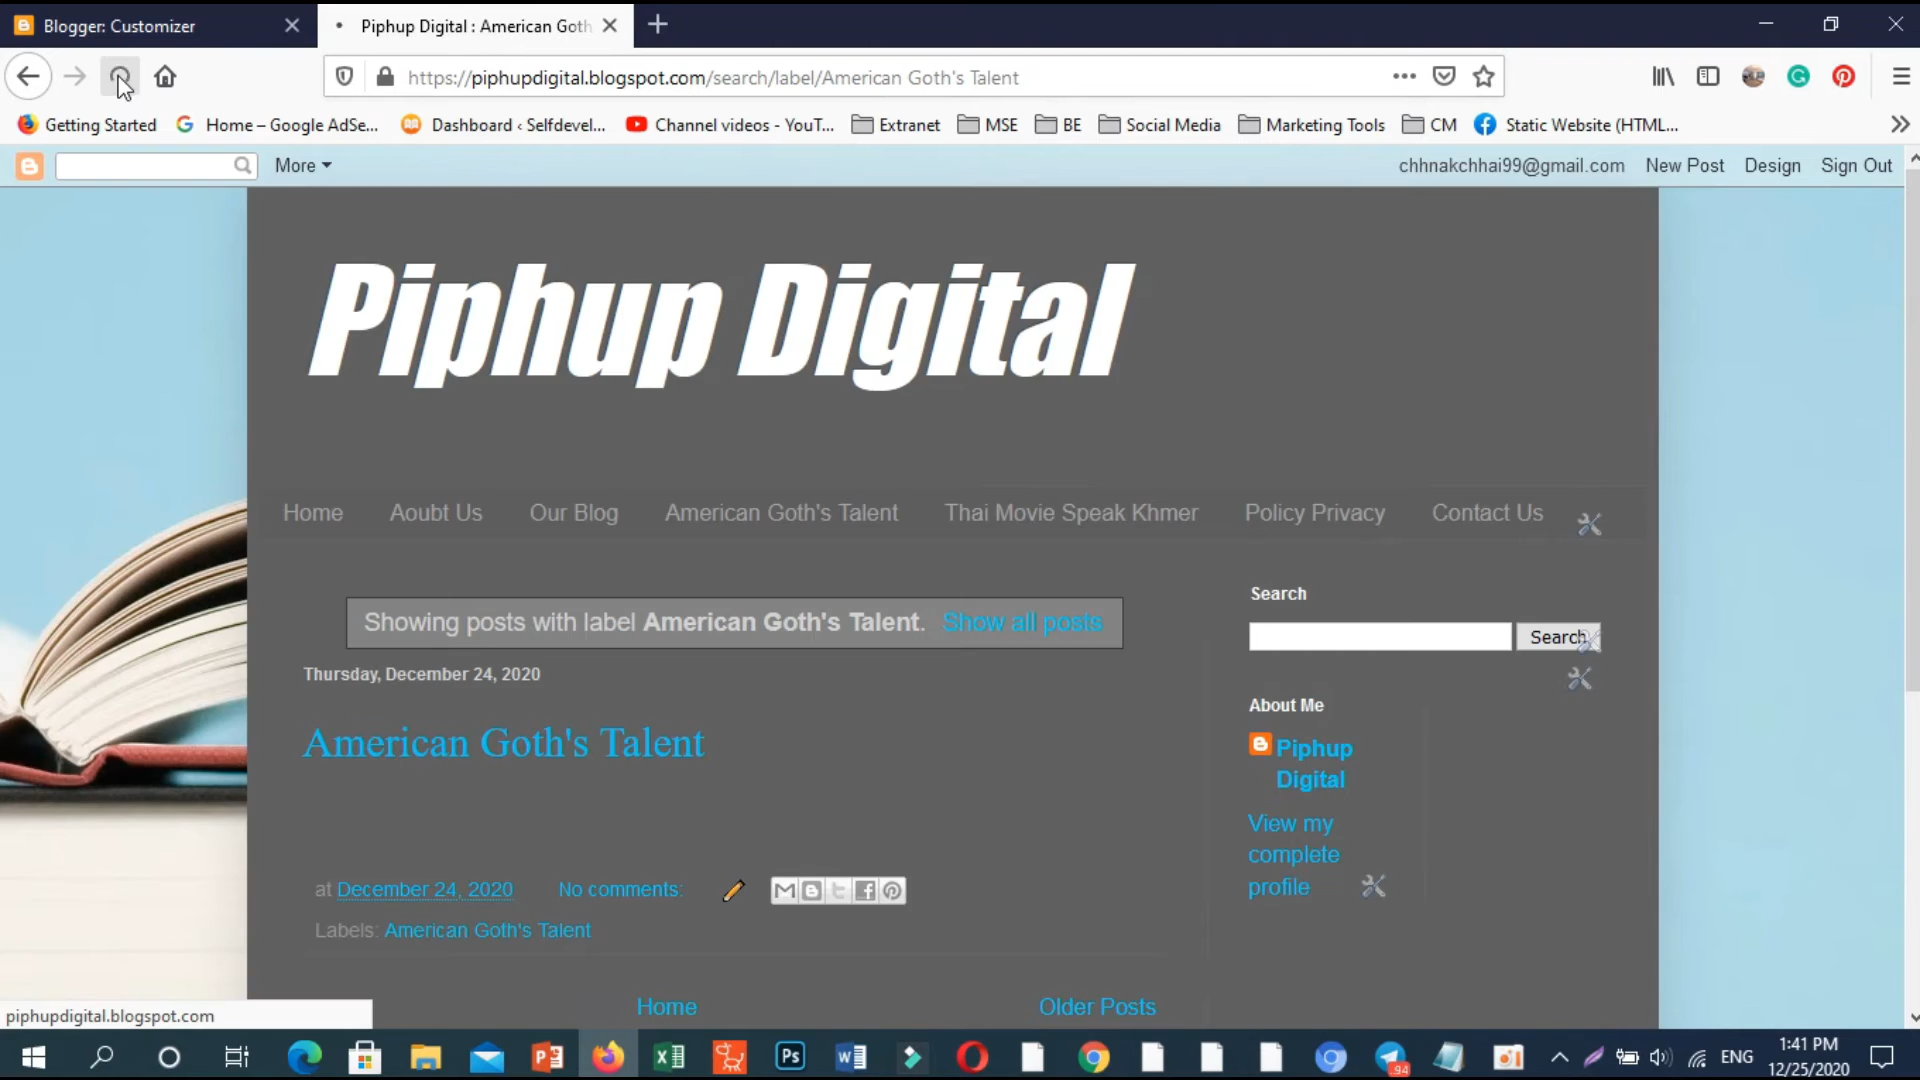 Blogger: Customizer
Piphup Digital : American Goth
https://piphupdigital.blogspot.com/search/label/American Goth's Talent
Getting Started
Home – Google AdSe...
Dashboard ‹ Selfdevel...
Channel videos - YouT...
Extranet
MSE
BE
Social Media
Marketing Tools
CM
Static Website (HTML...
More
chhnakchhai99@gmail.com
New Post
Design
Sign Out
Piphup Digital
Home
Aoubt Us
Our Blog
American Goth's Talent
Thai Movie Speak Khmer
Policy Privacy
Contact Us
Showing posts with label American Goth's Talent. Show all posts
Thursday, December 24, 2020
American Goth's Talent
at December 24, 2020
No comments:
Labels: American Goth's Talent
Home
Older Posts
Search
Search
About Me
Piphup
Digital
View my
complete
profile
piphupdigital.blogspot.com
94
ENG
1:41 PM
12/25/2020